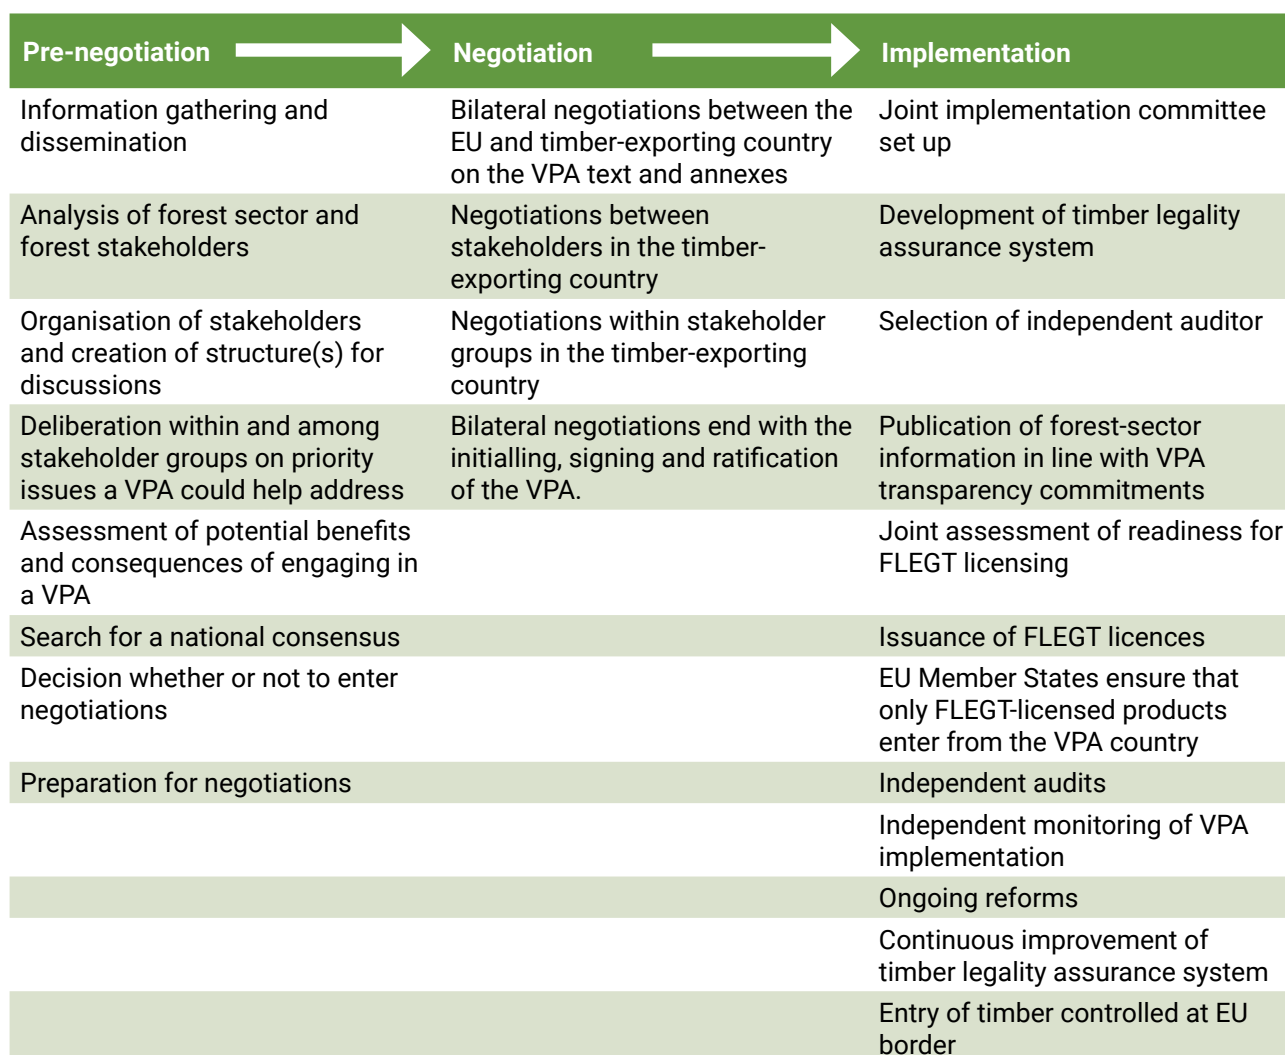 Pre-negotiation
Negotiation
Implementation
Information gathering and
dissemination
Bilateral negotiations between the
EU and timber-exporting country
on the VPA text and annexes
Joint implementation committee
set up
Analysis of forest sector and
forest stakeholders
Negotiations between
stakeholders in the timber-
exporting country
Development of timber legality
assurance system
Organisation of stakeholders
and creation of structure(s) for
discussions
Negotiations within stakeholder
groups in the timber-exporting
country
Selection of independent auditor
Deliberation within and among
stakeholder groups on priority
issues a VPA could help address
Bilateral negotiations end with the
initialling, signing and ratification
of the VPA.
Publication of forest-sector
information in line with VPA
transparency commitments
Assessment of potential benefits
and consequences of engaging in
a VPA
Joint assessment of readiness for
FLEGT licensing
Search for a national consensus
Issuance of FLEGT licences
Decision whether or not to enter
negotiations
EU Member States ensure that
only FLEGT-licensed products
enter from the VPA country
Preparation for negotiations
Independent audits
Independent monitoring of VPA
implementation
Ongoing reforms
Continuous improvement of
timber legality assurance system
Entry of timber controlled at EU
border